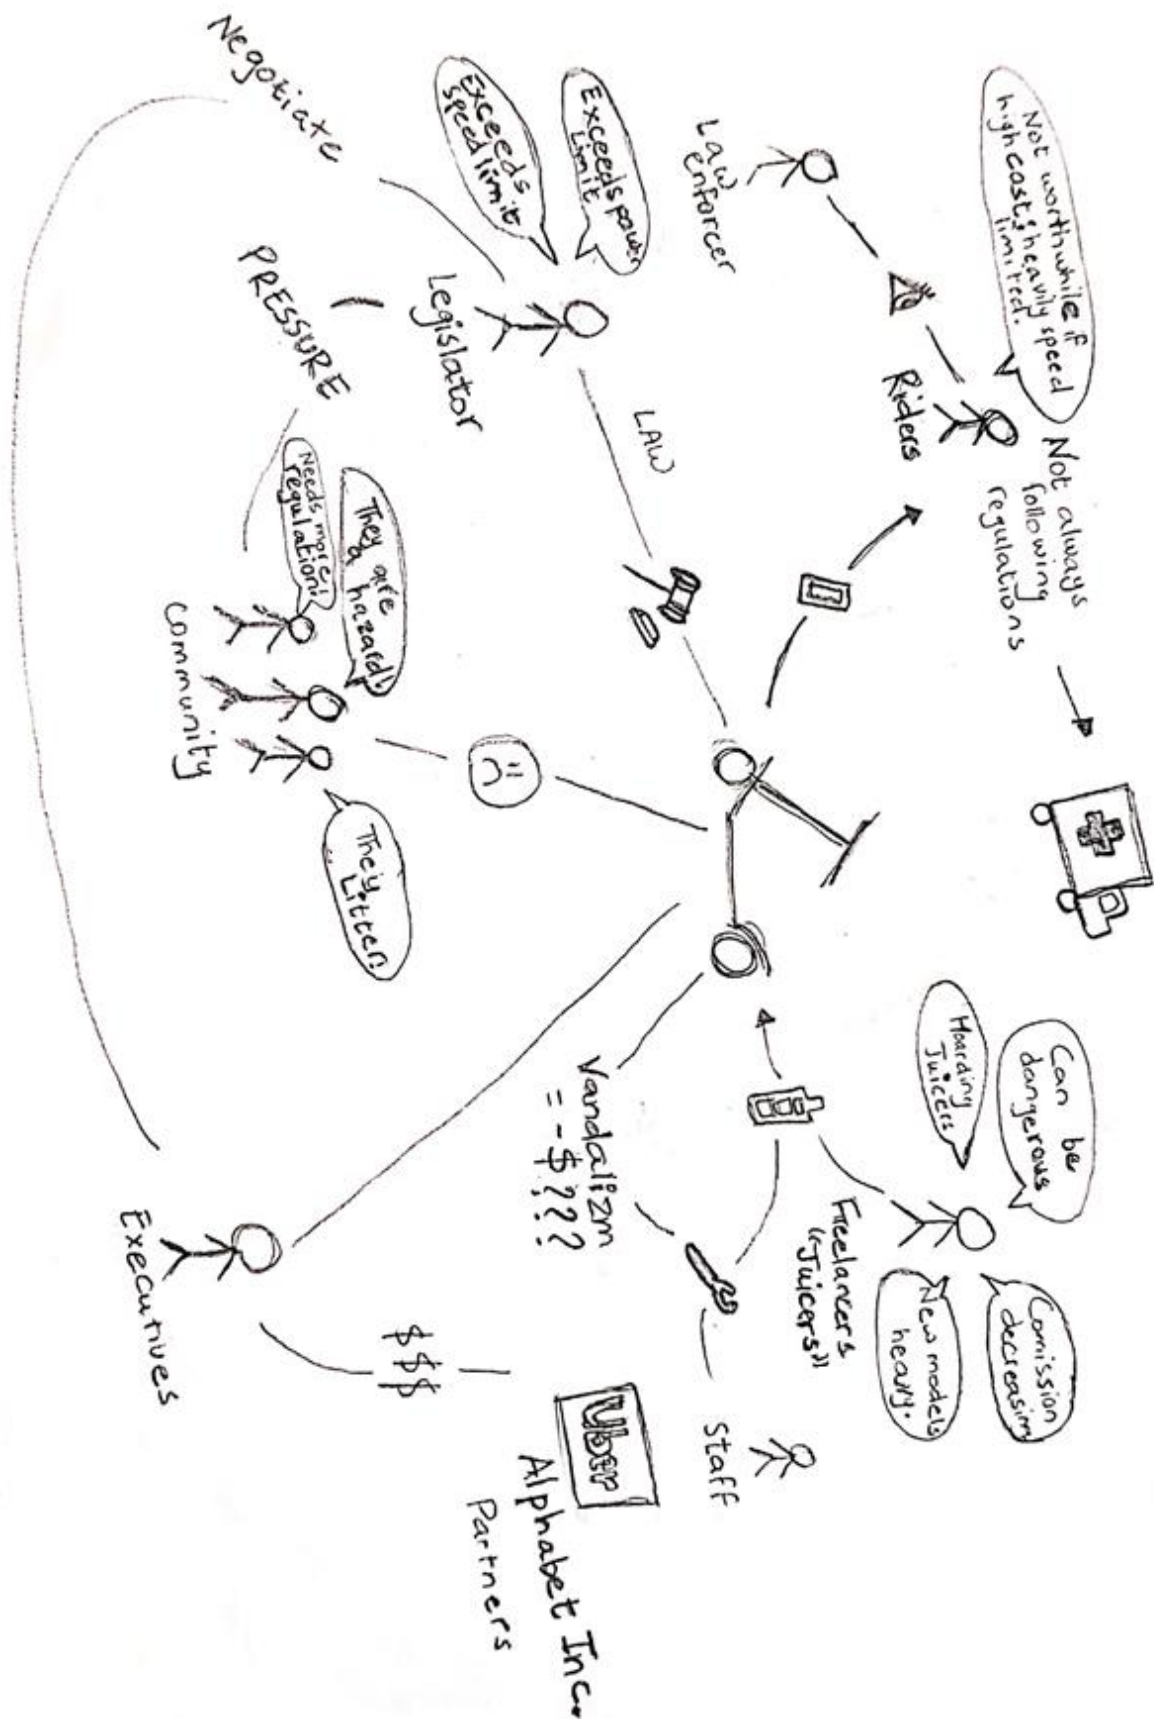 Not worthwhile if
high cost & heavily speed
limited.
Not always
following
regulations
Riders
Law
enforcer
Can be
dangerous
Hoarding
Juicers
Comission
decreasing
New models
heavy.
Freelancers
"Juicers"
Staff
Exceeds power
Limit
Exceeds
speed limit
LAW
Legislator
Negotiate
PRESSURE
They are
a hazard!
Needs more
regulation!
They
Litter!
Community
Vandalizm
= - $???
Executives
$$$
Uber
Alphabet Inc.
Partners